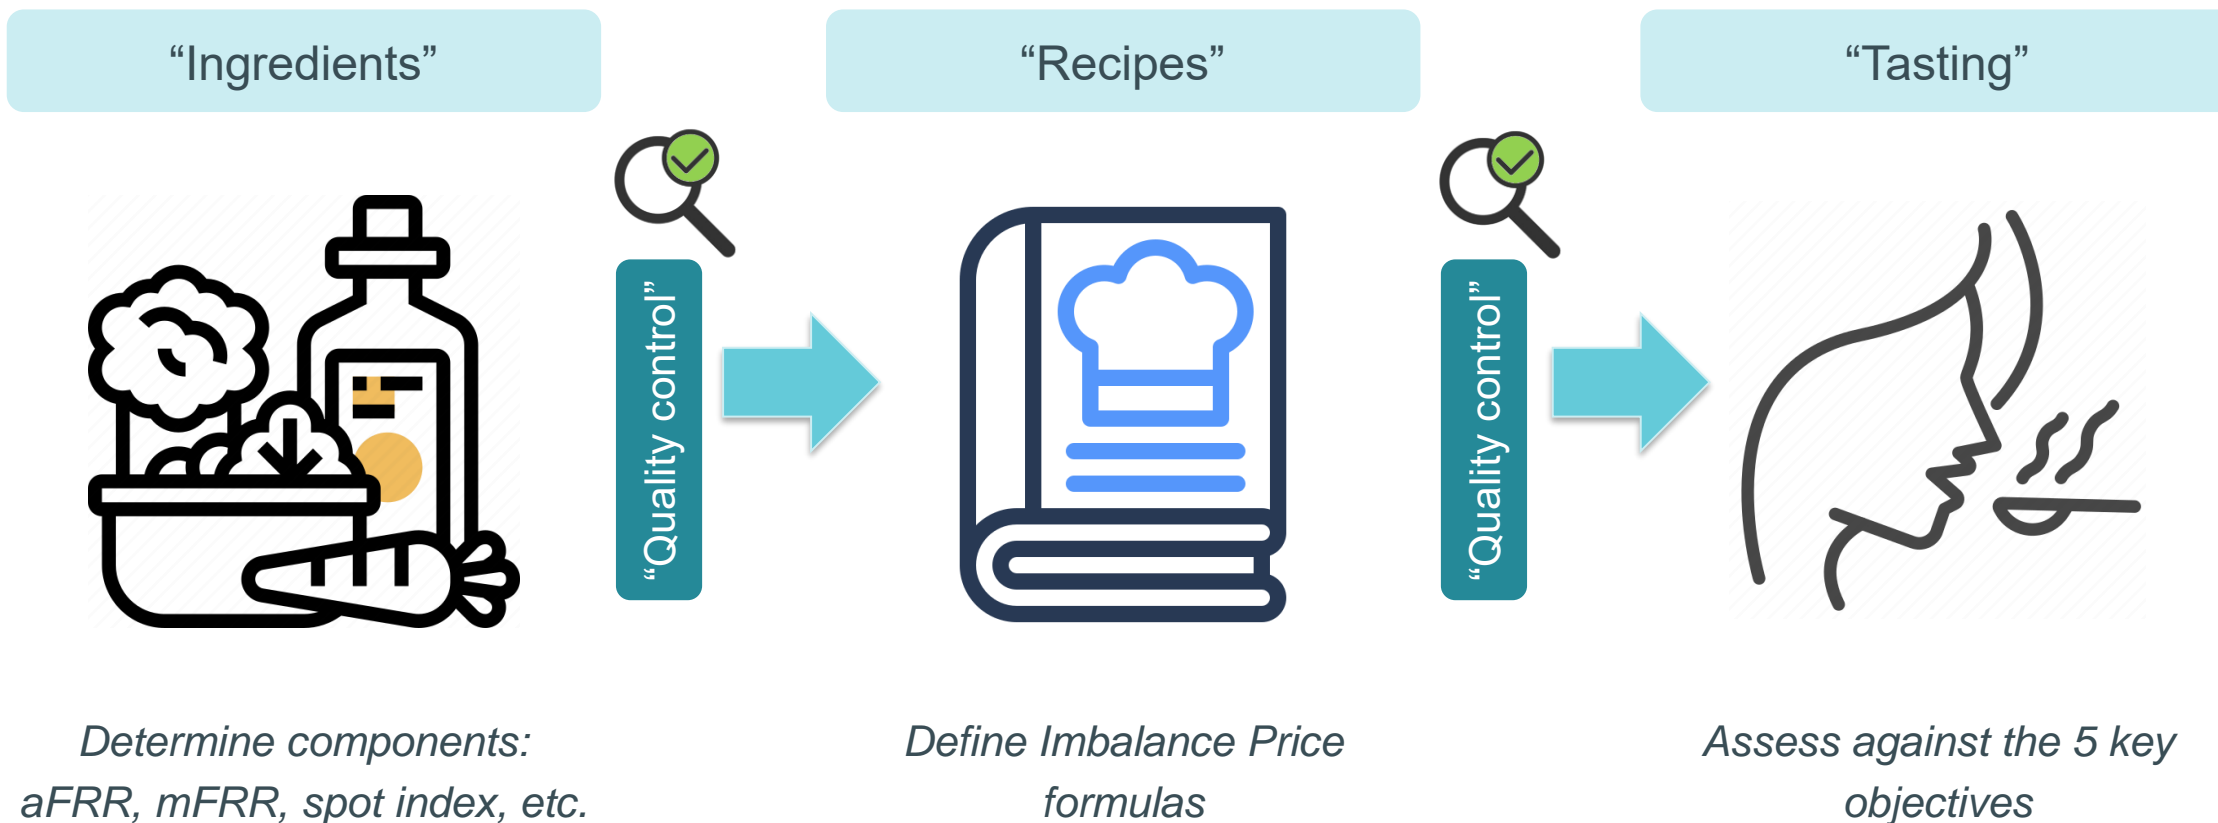 “Ingredients”
“Recipes”
“Tasting”
“Quality control”
“Quality control”
Determine components:
aFRR, mFRR, spot index, etc.
Define Imbalance Price
formulas
Assess against the 5 key
objectives